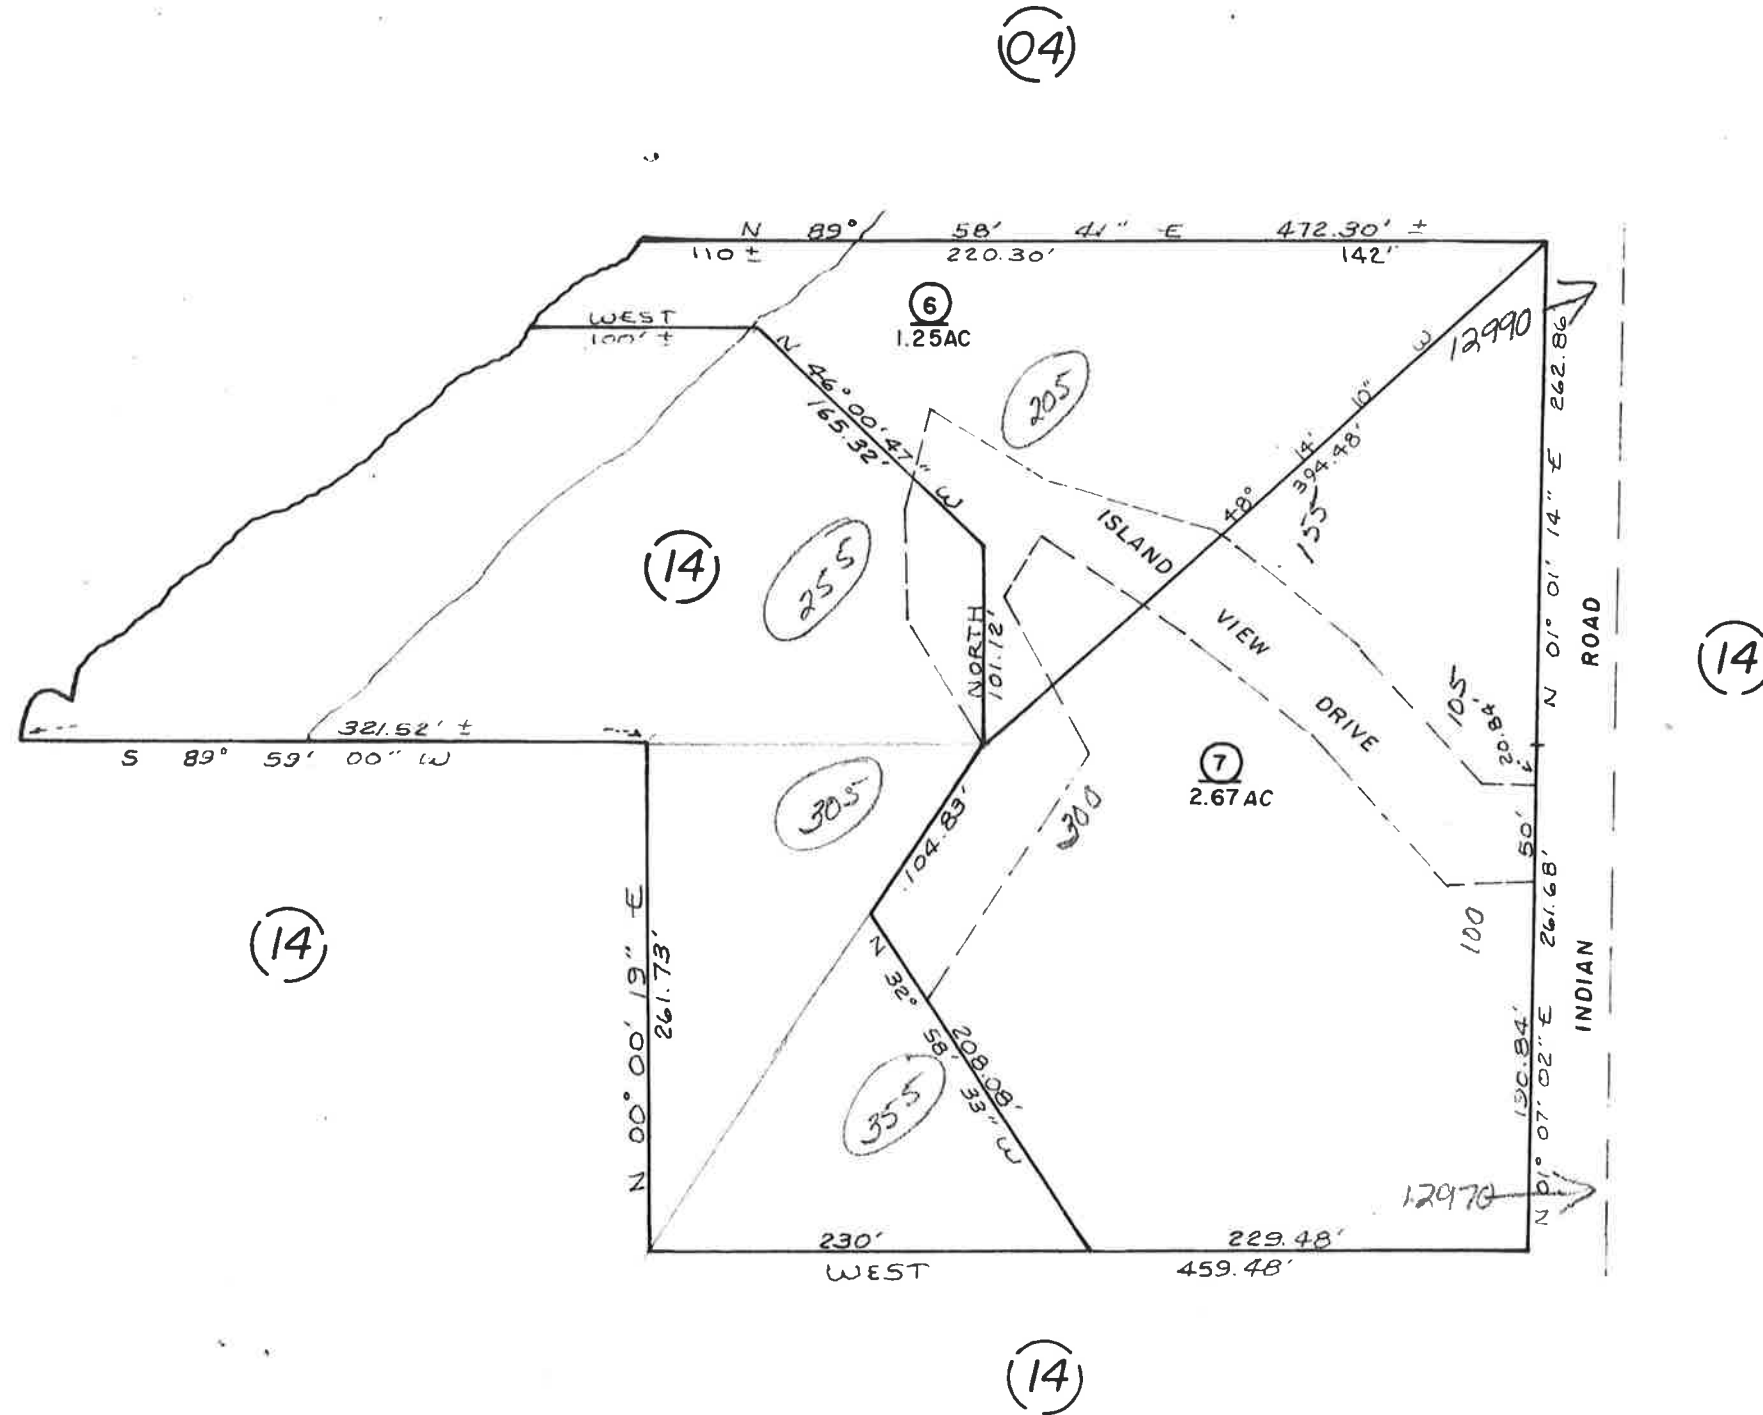 (04)
N 89° 58' 41" E 472.30' ±
110 ± 220.30' 142'
6
1.25AC
12990
WEST
100' ±
N 46° 00' 47" W
165.32'
205
48° 14' 10" W
394.48'
155
262.86
N 01° 01' 14" E
ISLAND VIEW DRIVE
(14)
255
NORTH
101.12'
ROAD
(14)
105
20.84'
321.52' ±
S 89° 59' 00" W
7
2.67 AC
305
104.83'
300
50'
100
261.68'
INDIAN
(14)
N 00° 00' 19" E
261.73'
N 32° 58' 33" W
208.08'
355
190.84'
N 01° 07' 02" E
12970
230' 229.48'
WEST 459.48'
(14)